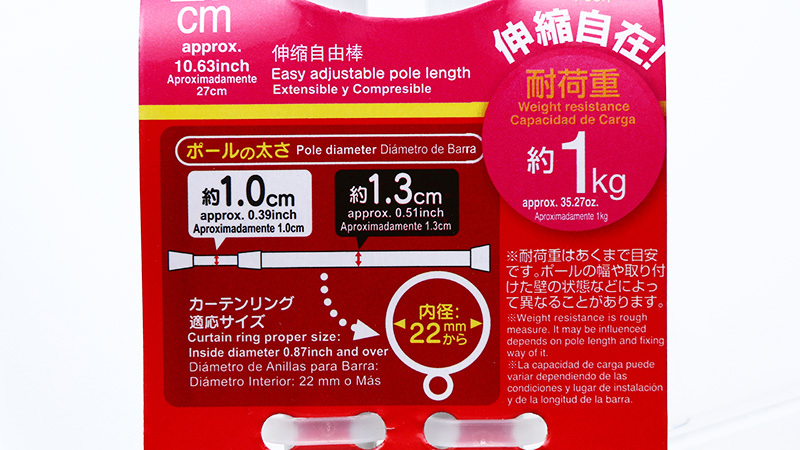 cm
approx.
10.63inch
Aproximadamente
27cm
伸縮自由棒
Easy adjustable pole length
Extensible y Compresible
伸縮自在!
耐荷重
Weight resistance
Capacidad de Carga
約1kg
approx. 35.27oz.
Aproximadamente 1kg
ポールの太さ Pole diameter Diámetro de Barra
約1.0cm
approx. 0.39inch
Aproximadamente 1.0cm
約1.3cm
approx. 0.51inch
Aproximadamente 1.3cm
カーテンリング
適応サイズ
Curtain ring proper size:
Inside diameter 0.87inch and over
Diámetro de Anillas para Barra:
Diámetro Interior: 22 mm o Más
内径:
22mmから
※耐荷重はあくまで目安
です。ポールの幅や取り付
けた壁の状態などによっ
て異なることがあります。
※Weight resistance is rough
measure. It may be influenced
depends on pole length and fixing
way of it.
※La capacidad de carga puede
variar dependiendo de las
condiciones y lugar de instalación
y de la longitud de la barra.